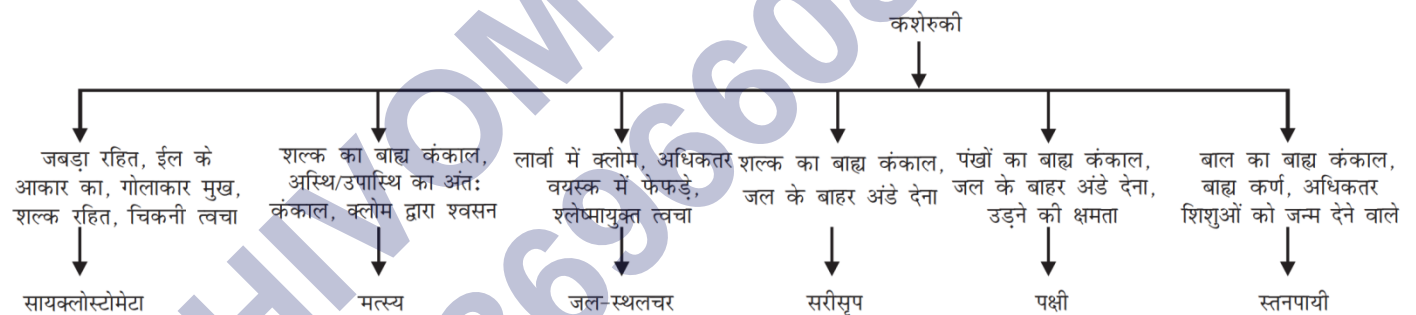 कशेरुकी
जबड़ा रहित, ईल के
आकार का, गोलाकार मुख,
शल्क रहित, चिकनी त्वचा
शल्क का बाह्य कंकाल,
अस्थि/उपास्थि का अंत:
कंकाल, क्लोम द्वारा श्वसन
लार्वा में क्लोम, अधिकतर
वयस्क में फेफड़े,
श्लेष्मायुक्त त्वचा
शल्क का बाह्य कंकाल,
जल के बाहर अंडे देना
पंखों का बाह्य कंकाल,
जल के बाहर अंडे देना,
उड़ने की क्षमता
बाल का बाह्य कंकाल,
बाह्य कर्ण, अधिकतर
शिशुओं को जन्म देने वाले
सायक्लोस्टोमेटा
मत्स्य
जल-स्थलचर
सरीसृप
पक्षी
स्तनपायी
HIVOM